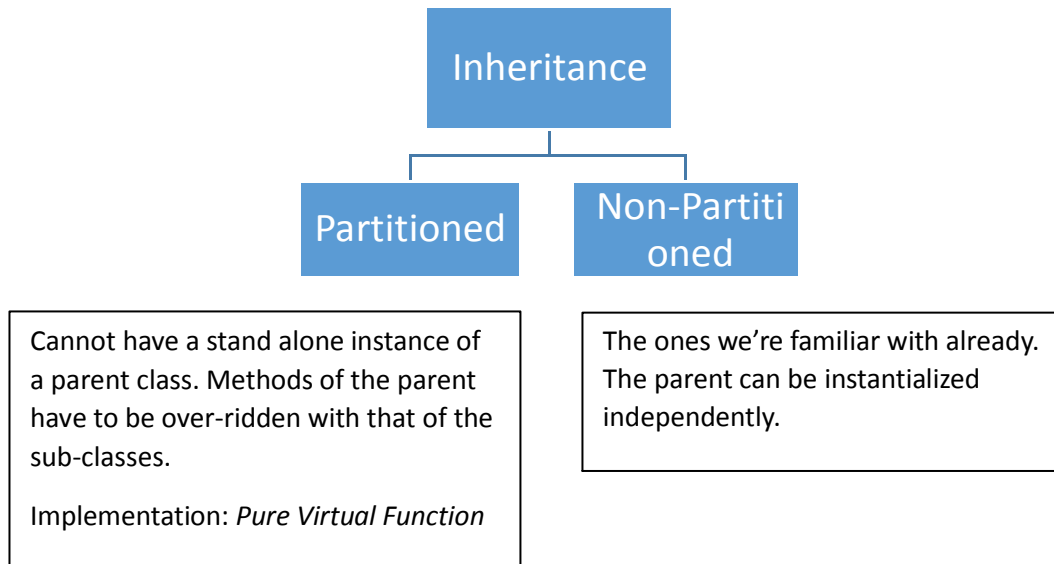 Inheritance
Partitioned
Non-Partiti
oned
Cannot have a stand alone instance of
a parent class. Methods of the parent
have to be over-ridden with that of the
sub-classes.
Implementation: Pure Virtual Function
The ones we’re familiar with already.
The parent can be instantialized
independently.